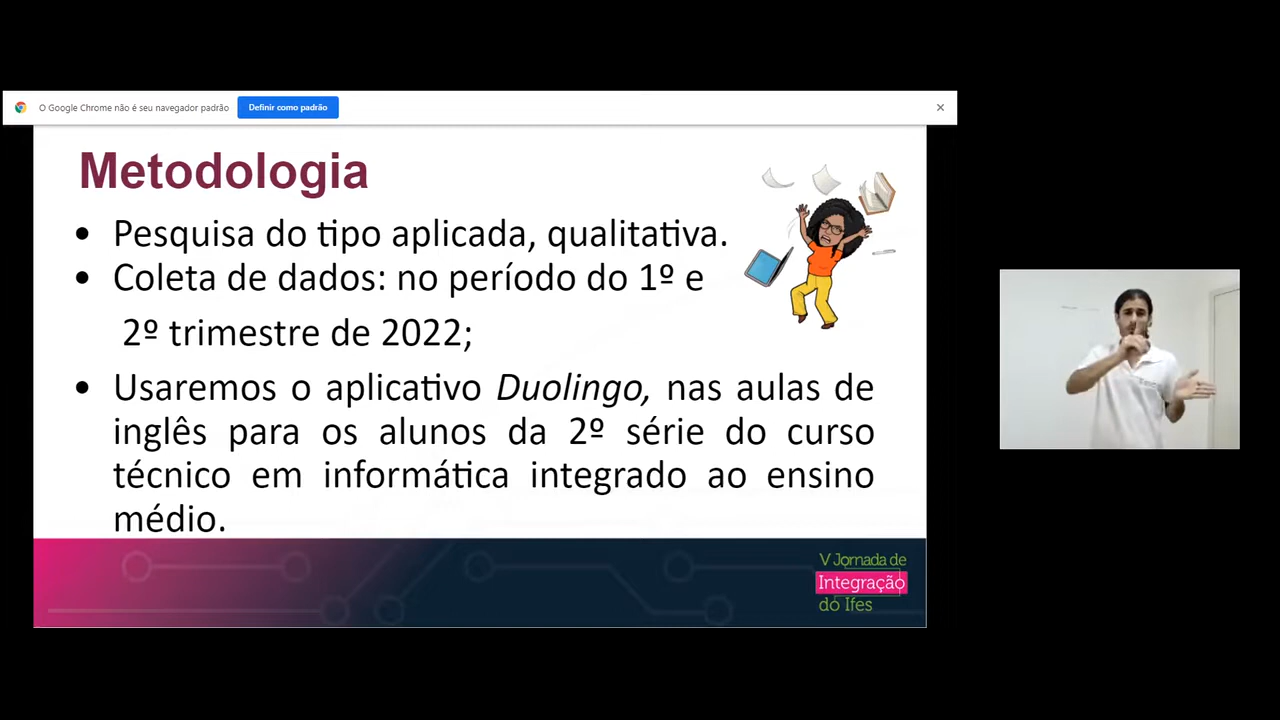 O Google Chrome não é seu navegador padrão
Definir como padrão
Metodologia
• Pesquisa do tipo aplicada, qualitativa.
• Coleta de dados: no período do 1º e
2º trimestre de 2022;
• Usaremos o aplicativo Duolingo, nas aulas de
inglês para os alunos da 2º série do curso
técnico em informática integrado ao ensino
médio.
V Jornada de
Integração
do Ifes